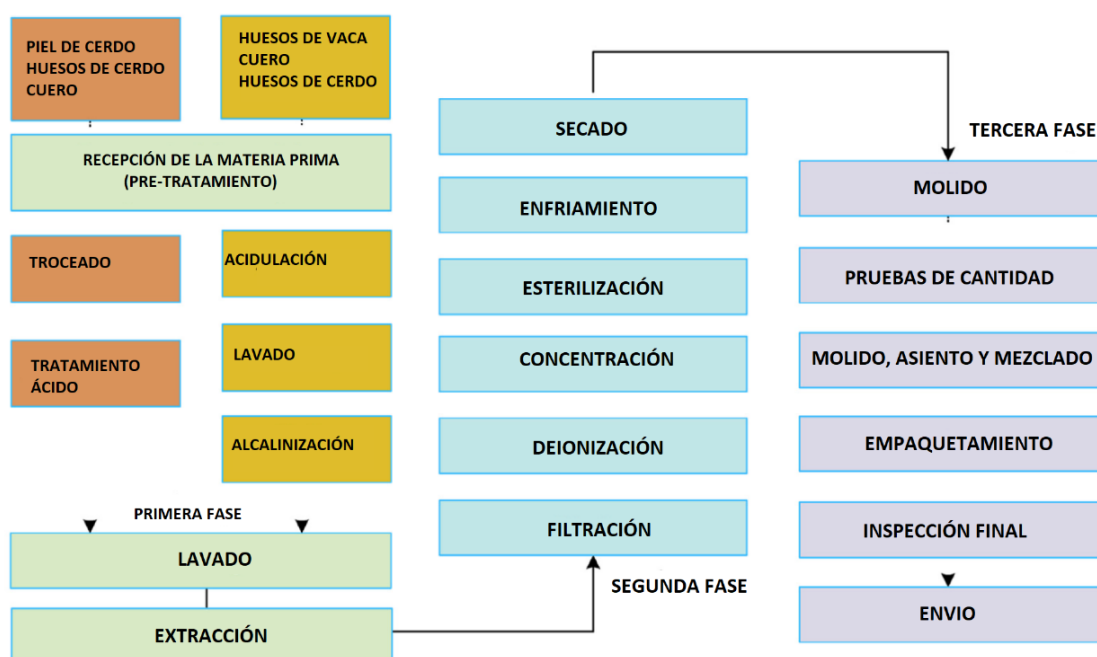 PIEL DE CERDO
HUESOS DE CERDO
CUERO
HUESOS DE VACA
CUERO
HUESOS DE CERDO
RECEPCIÓN DE LA MATERIA PRIMA
(PRE-TRATAMIENTO)
TROCEADO
ACIDULACIÓN
TRATAMIENTO
ÁCIDO
LAVADO
ALCALINIZACIÓN
PRIMERA FASE
LAVADO
EXTRACCIÓN
SECADO
ENFRIAMIENTO
ESTERILIZACIÓN
CONCENTRACIÓN
DEIONIZACIÓN
FILTRACIÓN
SEGUNDA FASE
TERCERA FASE
MOLIDO
PRUEBAS DE CANTIDAD
MOLIDO, ASIENTO Y MEZCLADO
EMPAQUETAMIENTO
INSPECCIÓN FINAL
ENVIO